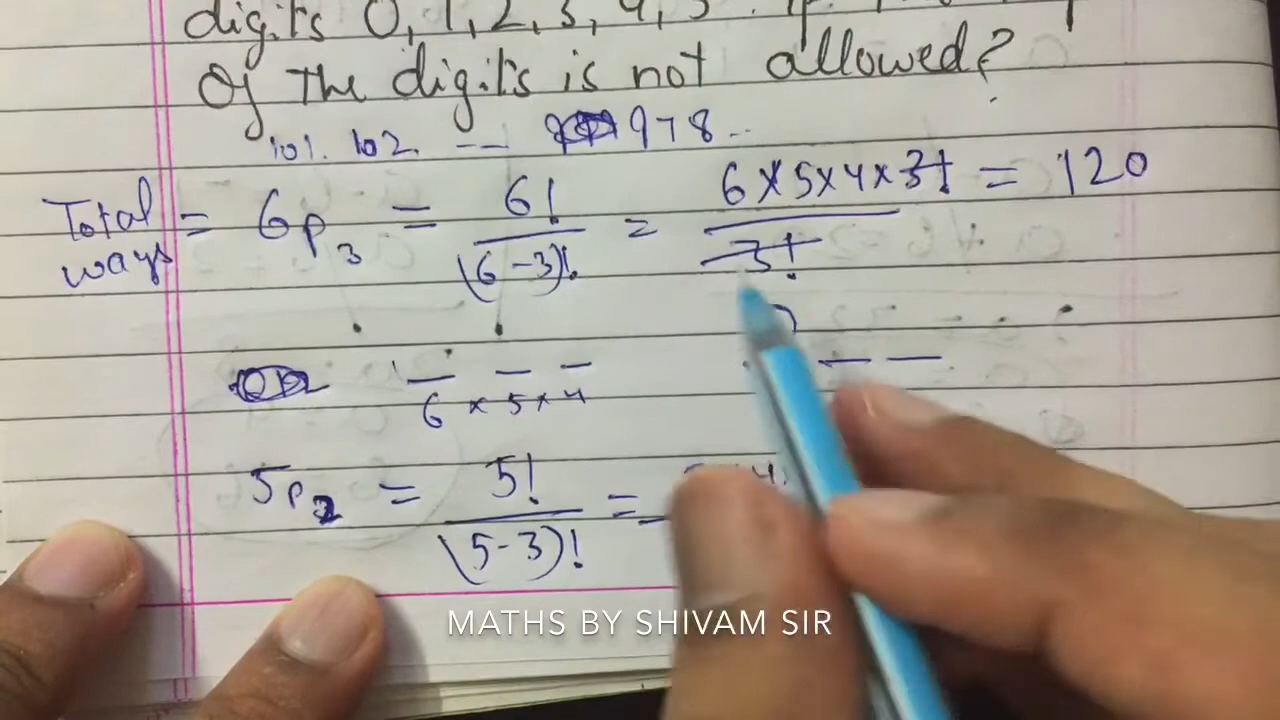 digits 0, 1, 2, 3, 4, 5
Of The digits is not allowed?
101. 102. -- 978..
Total ways = 6p3 = 6!/(6-3)! = 6×5×4×3!/3! = 120
6 × 5 × 4
5p2 = 5!/(5-3)! =
MATHS BY SHIVAM SIR